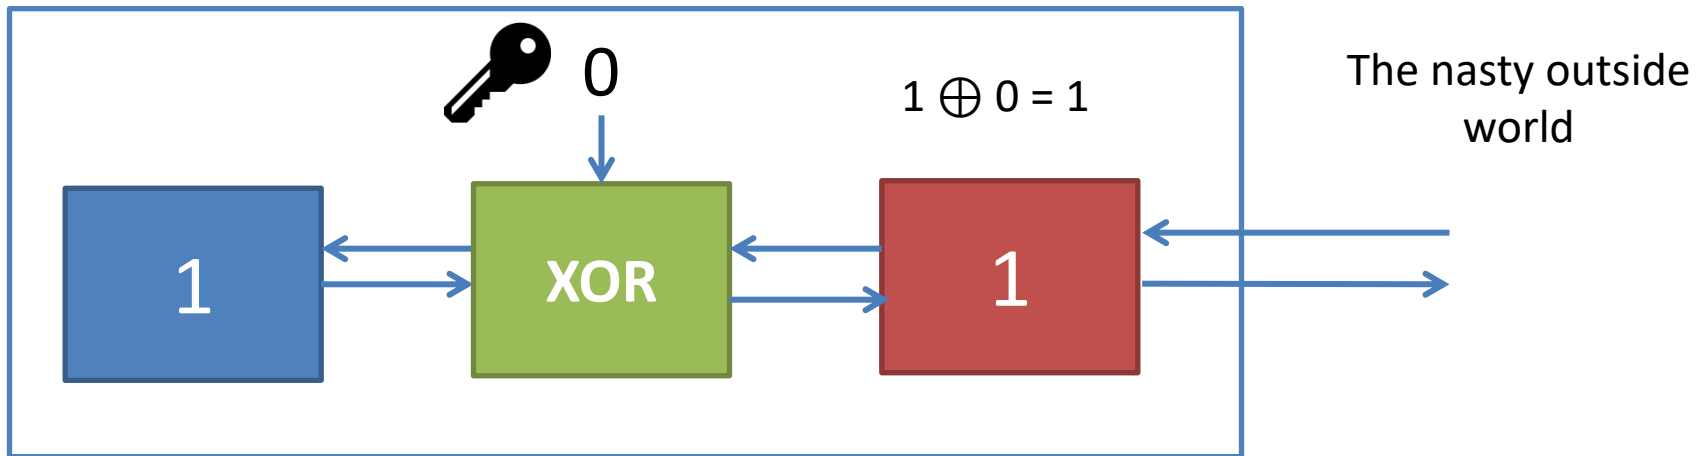 0
1 ⊕ 0 = 1
The nasty outside
world
1
XOR
1